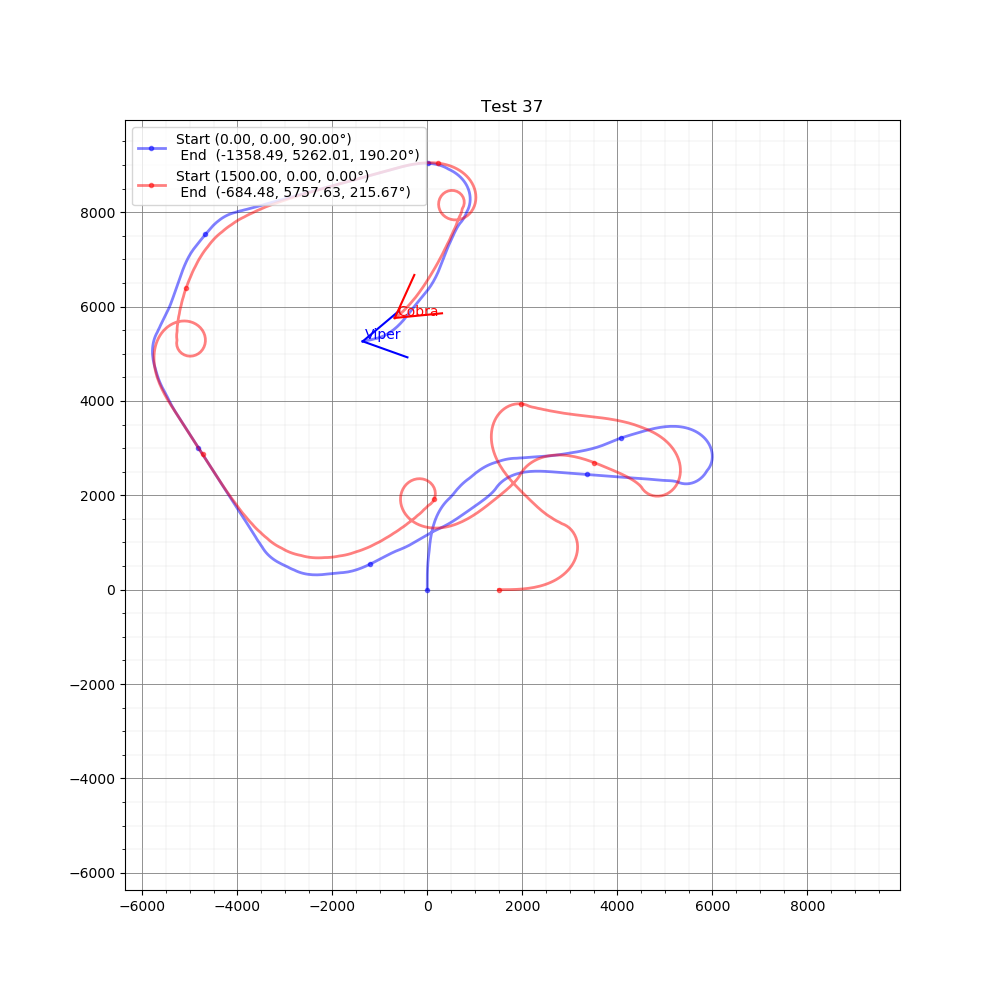 Test 37
Start (0.00, 0.00, 90.00°)
End (-1358.49, 5262.01, 190.20°)
Start (1500.00, 0.00, 0.00°)
End (-684.48, 5757.63, 215.67°)
8000
6000
4000
2000
0
−2000
−4000
−6000
Cobra
Viper
−6000 −4000 −2000 0 2000 4000 6000 8000